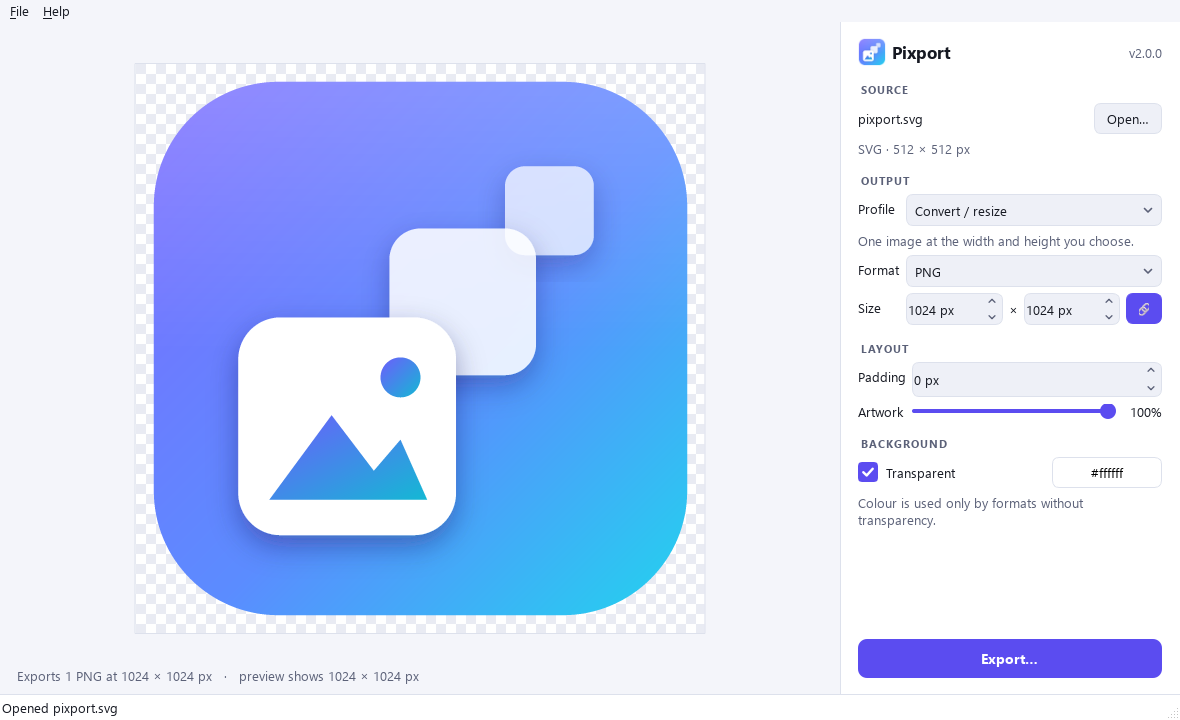 File Help
Pixport v2.0.0
SOURCE
pixport.svg Open...
SVG · 512 × 512 px
OUTPUT
Profile Convert / resize
One image at the width and height you choose.
Format PNG
Size 1024 px × 1024 px
LAYOUT
Padding 0 px
Artwork 100%
BACKGROUND
Transparent #ffffff
Colour is used only by formats without
transparency.
Export...
Exports 1 PNG at 1024 × 1024 px · preview shows 1024 × 1024 px
Opened pixport.svg